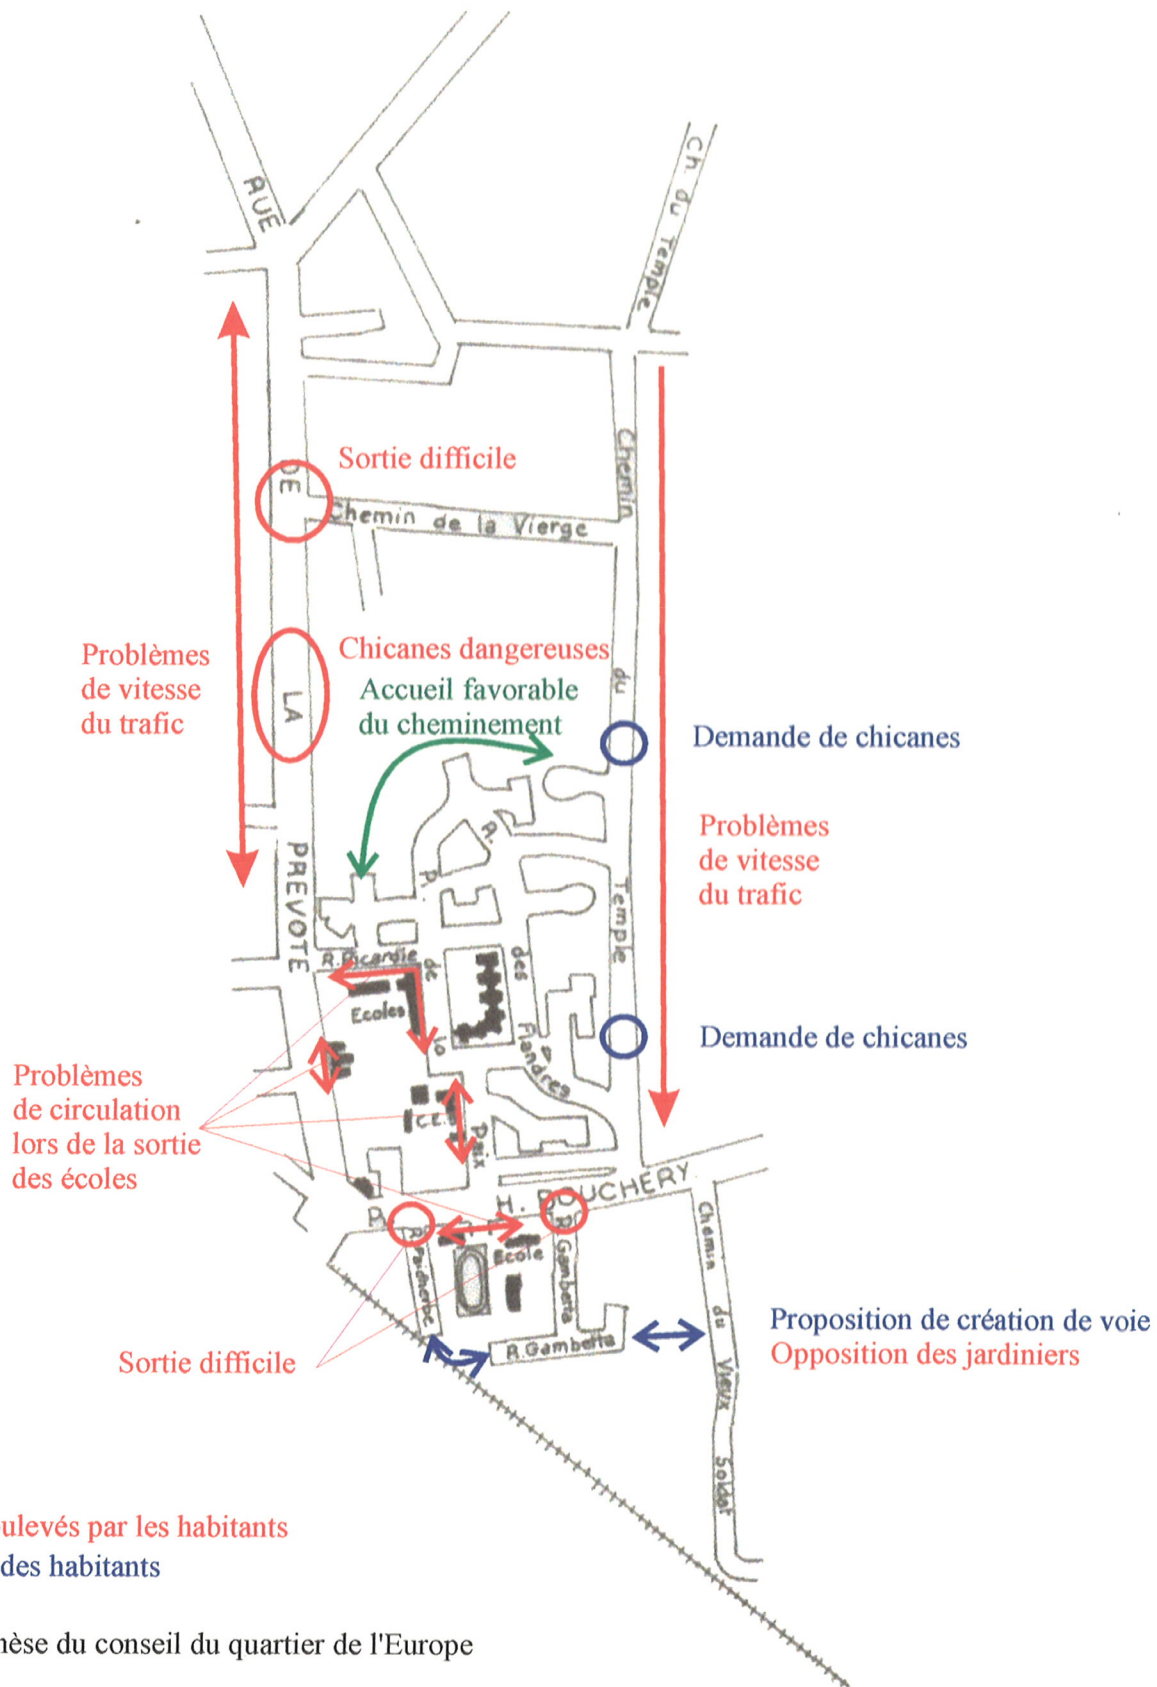 RUE
Ch. du Temple
Sortie difficile
DE
Chemin
Chemin de la Vierge
Problèmes
de vitesse
du trafic
LA
Chicanes dangereuses
Accueil favorable
du cheminement
du
Demande de chicanes
Problèmes
de vitesse
du trafic
PREVOTE
P.
R.
Temple
R. Picardie
de
des
Ecoles
la
Flandres
Demande de chicanes
Problèmes
de circulation
lors de la sortie
des écoles
C.E.
Paix
H. BOUCHERY
R. Faidherbe
Ecole
R. Gambetta
Chemin
du
Vieux
Soldat
R. Gambetta
Proposition de création de voie
Opposition des jardiniers
Sortie difficile
ulevés par les habitants
des habitants
hèse du conseil du quartier de l'Europe